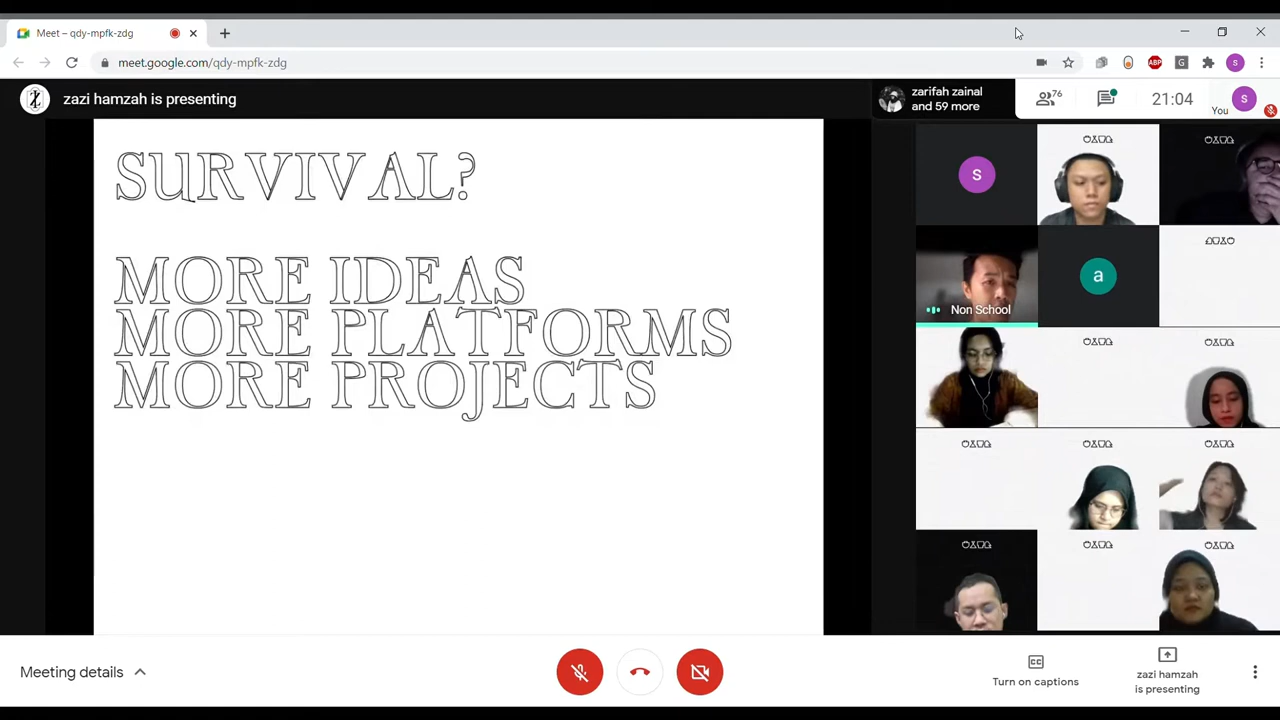 Meet – qdy-mpfk-zdg
meet.google.com/qdy-mpfk-zdg
ABP
G
S
zazi hamzah is presenting
zarifah zainal
and 59 more
76
21:04
You
S
SURVIVAL?
MORE IDEAS
MORE PLATFORMS
MORE PROJECTS
S
Non School
a
Meeting details
CC
Turn on captions
zazi hamzah
is presenting